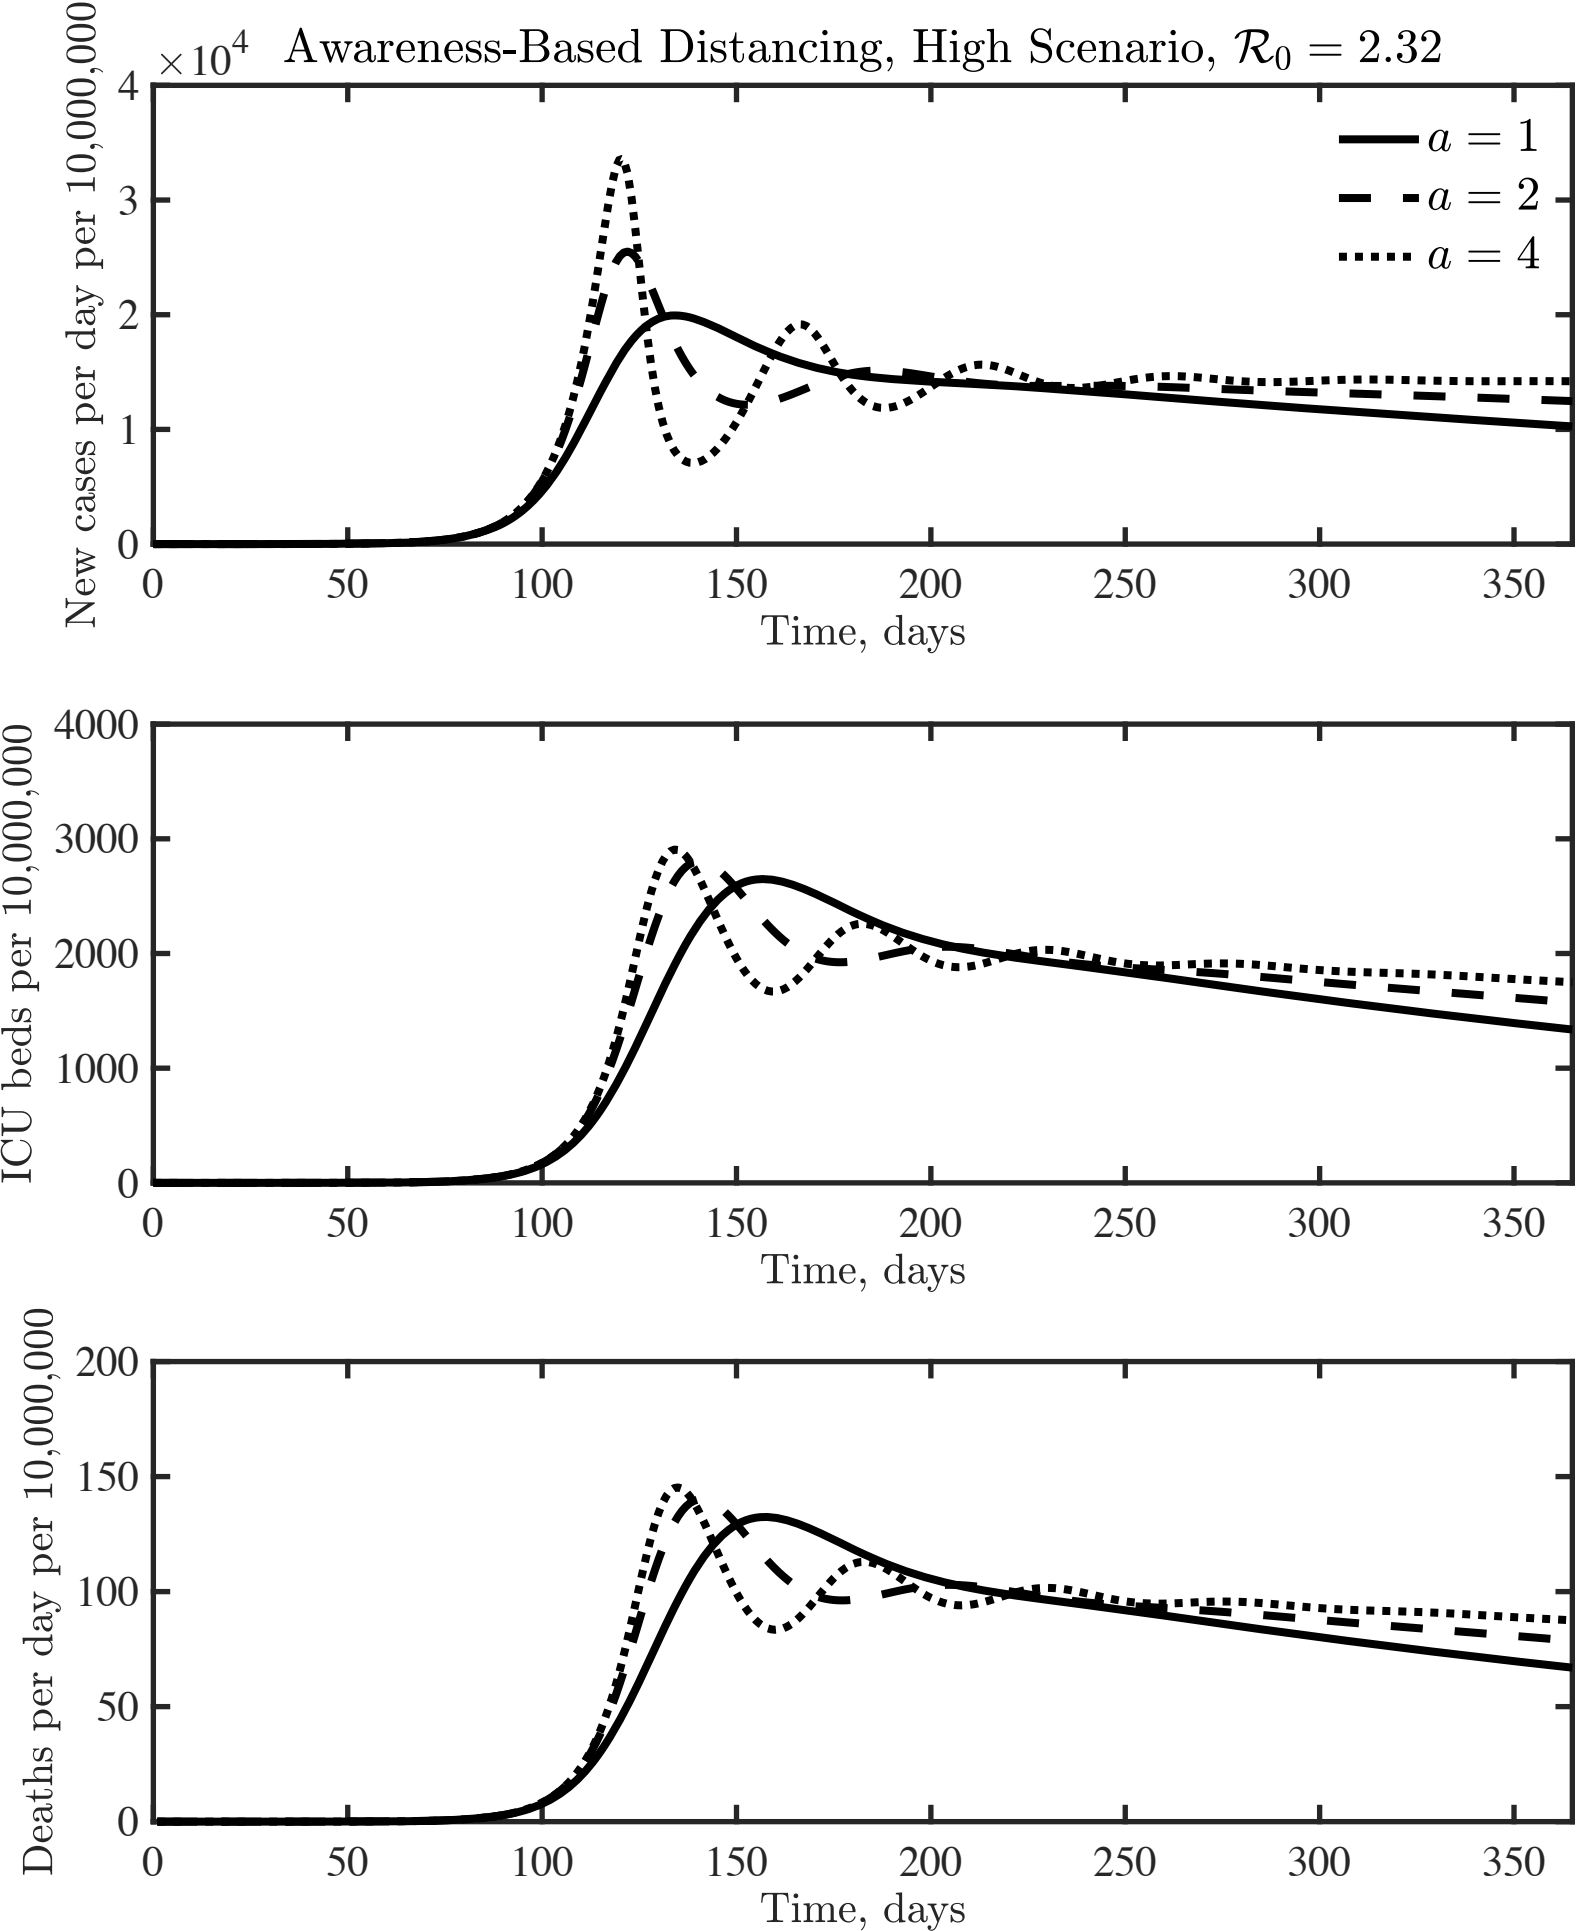 ×10⁴ Awareness-Based Distancing, High Scenario, ℛ₀ = 2.32
New cases per day per 10,000,000
4
3
2
1
0
a = 1
a = 2
a = 4
0 50 100 150 200 250 300 350
Time, days
ICU beds per 10,000,000
4000
3000
2000
1000
0
0 50 100 150 200 250 300 350
Time, days
Deaths per day per 10,000,000
200
150
100
50
0
0 50 100 150 200 250 300 350
Time, days